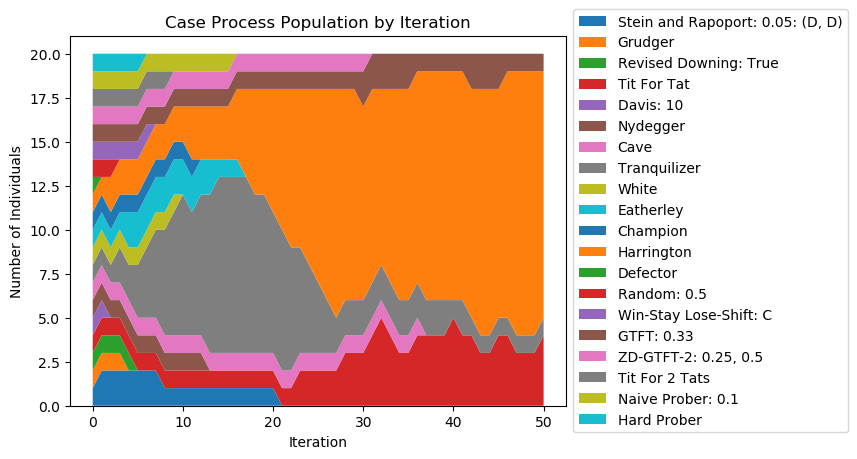 Case Process Population by Iteration
Number of Individuals
20.0
17.5
15.0
12.5
10.0
7.5
5.0
2.5
0.0
0 10 20 30 40 50
Iteration
Stein and Rapoport: 0.05: (D, D)
Grudger
Revised Downing: True
Tit For Tat
Davis: 10
Nydegger
Cave
Tranquilizer
White
Eatherley
Champion
Harrington
Defector
Random: 0.5
Win-Stay Lose-Shift: C
GTFT: 0.33
ZD-GTFT-2: 0.25, 0.5
Tit For 2 Tats
Naive Prober: 0.1
Hard Prober